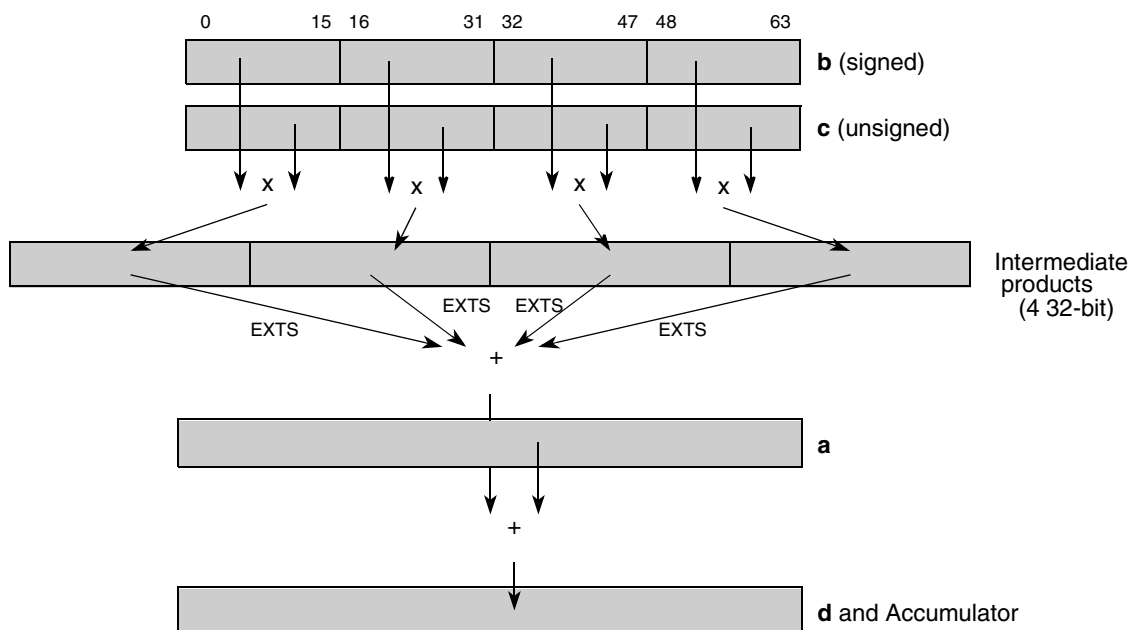 0 15 16 31 32 47 48 63
b (signed)
c (unsigned)
x x x x
Intermediate
products
(4 32-bit)
EXTS EXTS
EXTS EXTS
+
a
+
d and Accumulator